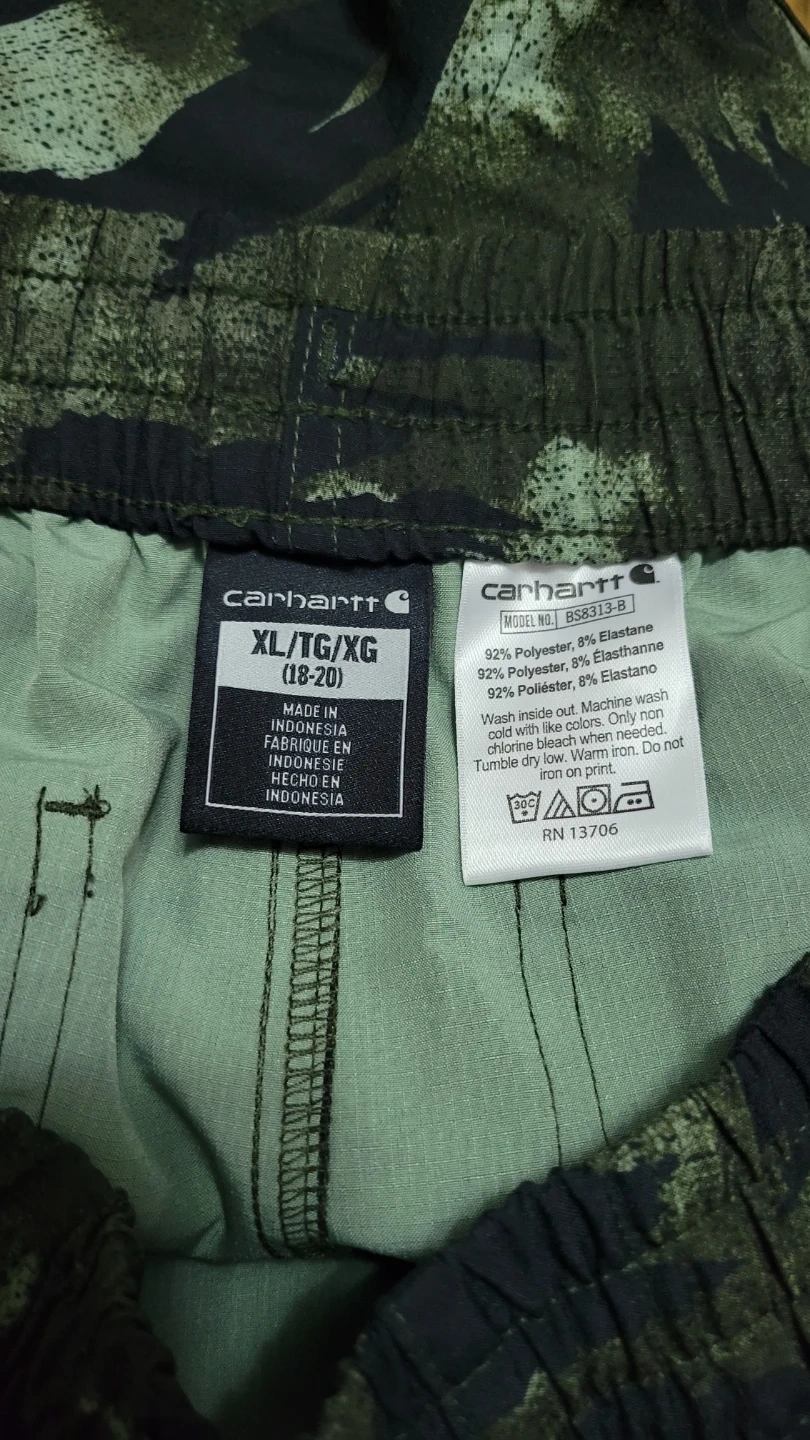 carhartt
XL/TG/XG
(18-20)
MADE IN
INDONESIA
FABRIQUE EN
INDONESIE
HECHO EN
INDONESIA
carhartt
MODEL NO. BS8313-B
92% Polyester, 8% Elastane
92% Polyester, 8% Élasthanne
92% Poliéster, 8% Elastano
Wash inside out. Machine wash
cold with like colors. Only non
chlorine bleach when needed.
Tumble dry low. Warm iron. Do not
iron on print.
30C
RN 13706